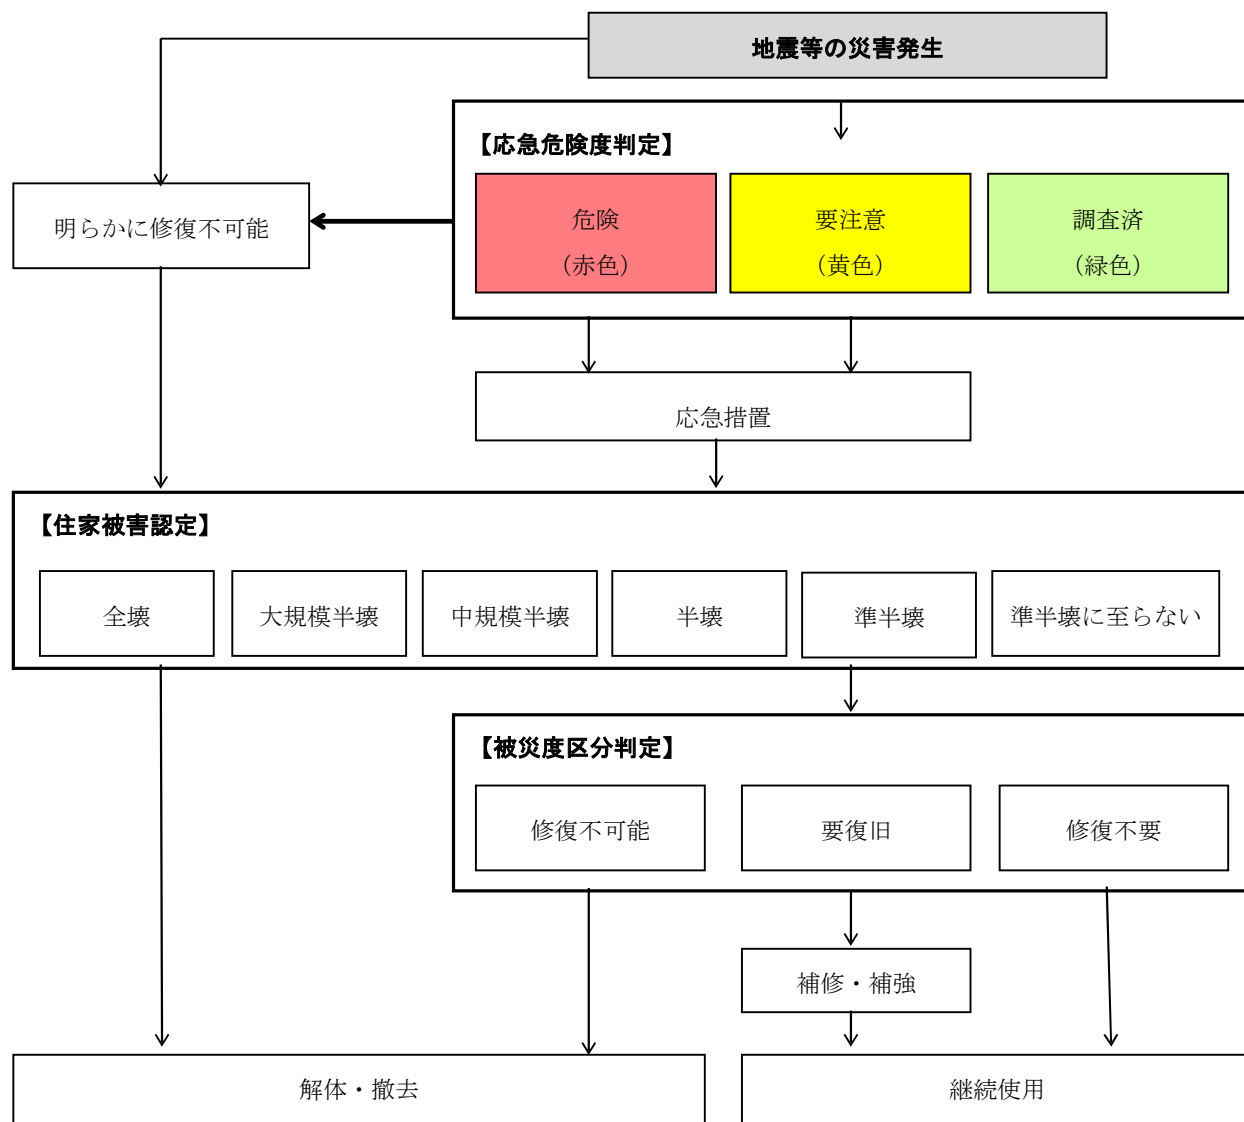 地震等の災害発生
【応急危険度判定】
明らかに修復不可能
危険
（赤色）
要注意
（黄色）
調査済
（緑色）
応急措置
【住家被害認定】
全壊
大規模半壊
中規模半壊
半壊
準半壊
準半壊に至らない
【被災度区分判定】
修復不可能
要復旧
修復不要
補修・補強
解体・撤去
継続使用